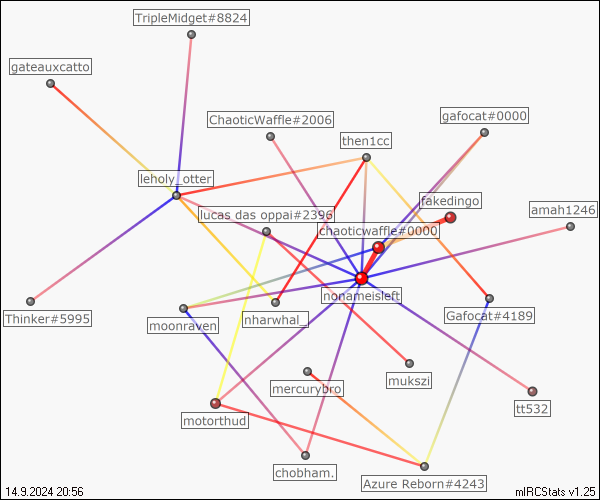 TripleMidget#8824
gateauxcatto
ChaoticWaffle#2006
gafocat#0000
then1cc
leholy_otter
fakedingo
lucas das oppai#2396
amah1246
chaoticwaffle#0000
nonameisleft
Thinker#5995
moonraven
nharwhal_
Gafocat#4189
mukszi
mercurybro
tt532
motorthud
chobham.
Azure Reborn#4243
14.9.2024 20:56
mIRCStats v1.25